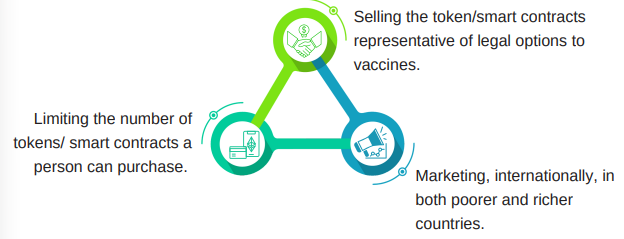 Selling the token/smart contracts
representative of legal options to
vaccines.
Limiting the number of
tokens/ smart contracts a
person can purchase.
Marketing, internationally, in
both poorer and richer
countries.